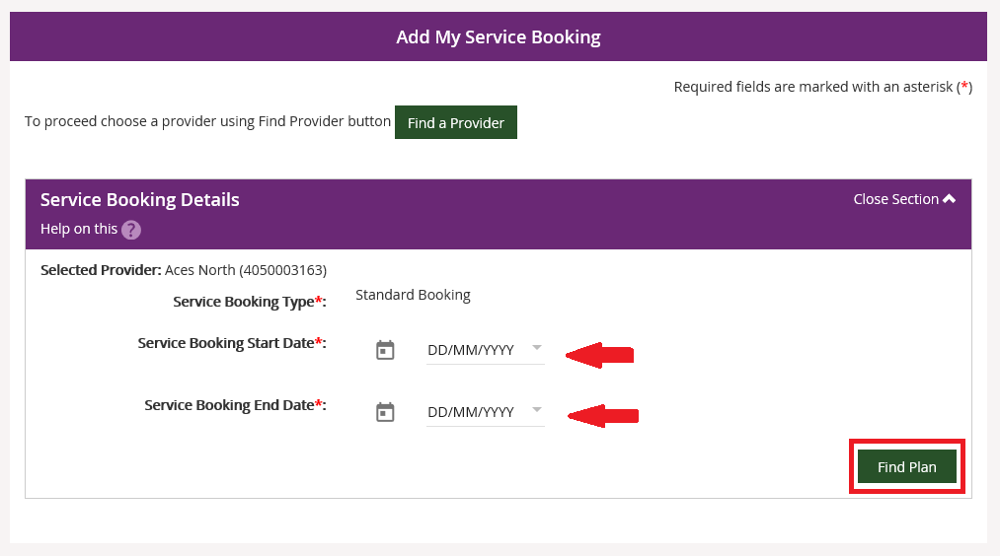 Add My Service Booking
Required fields are marked with an asterisk (*)
To proceed choose a provider using Find Provider button Find a Provider
Service Booking Details Close Section
Help on this ?
Selected Provider: Aces North (4050003163)
Service Booking Type*: Standard Booking
Service Booking Start Date*: DD/MM/YYYY
Service Booking End Date*: DD/MM/YYYY
Find Plan